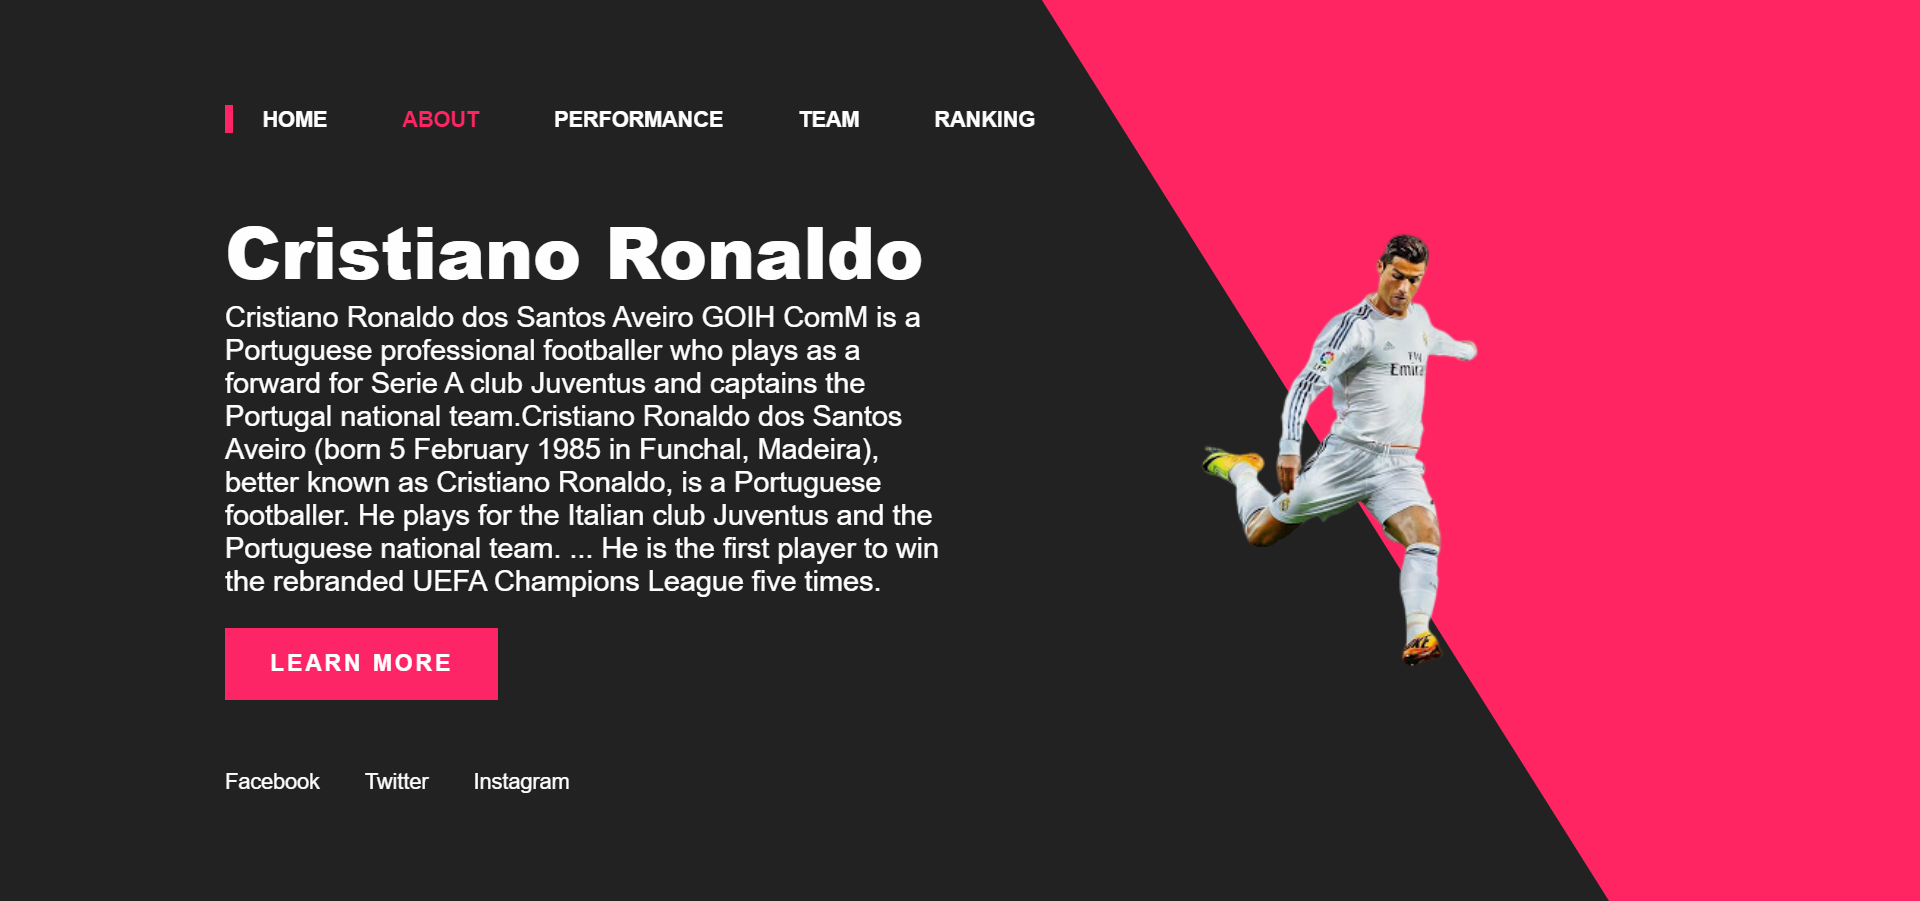 HOME ABOUT PERFORMANCE TEAM RANKING
Cristiano Ronaldo
Cristiano Ronaldo dos Santos Aveiro GOIH ComM is a
Portuguese professional footballer who plays as a
forward for Serie A club Juventus and captains the
Portugal national team.Cristiano Ronaldo dos Santos
Aveiro (born 5 February 1985 in Funchal, Madeira),
better known as Cristiano Ronaldo, is a Portuguese
footballer. He plays for the Italian club Juventus and the
Portuguese national team. ... He is the first player to win
the rebranded UEFA Champions League five times.
LEARN MORE
Facebook Twitter Instagram
Fly